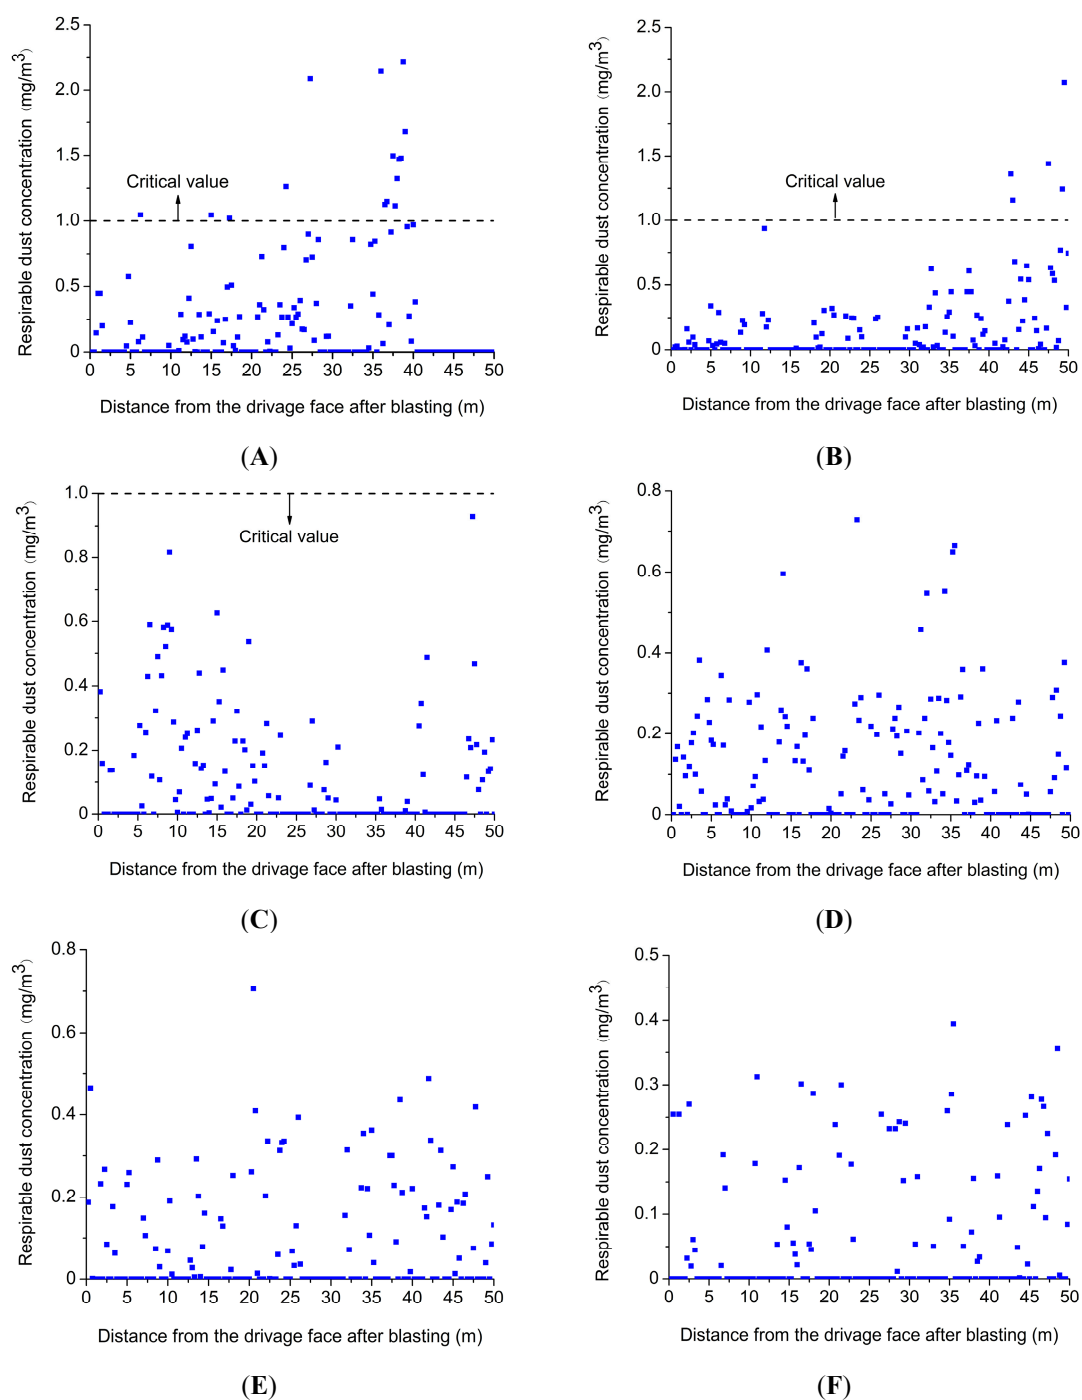 2.5
2.0
1.5
1.0
0.5
0
Respirable dust concentration (mg/m³)
Critical value
0 5 10 15 20 25 30 35 40 45 50
Distance from the drivage face after blasting (m)
(A)
2.5
2.0
1.5
1.0
0.5
0
Respirable dust concentration (mg/m³)
Critical value
0 5 10 15 20 25 30 35 40 45 50
Distance from the drivage face after blasting (m)
(B)
1.0
0.8
0.6
0.4
0.2
0
Respirable dust concentration (mg/m³)
Critical value
0 5 10 15 20 25 30 35 40 45 50
Distance from the drivage face after blasting (m)
(C)
0.8
0.6
0.4
0.2
0
Respirable dust concentration (mg/m³)
0 5 10 15 20 25 30 35 40 45 50
Distance from the drivage face after blasting (m)
(D)
0.8
0.6
0.4
0.2
0
Respirable dust concentration (mg/m³)
0 5 10 15 20 25 30 35 40 45 50
Distance from the drivage face after blasting (m)
(E)
0.5
0.4
0.3
0.2
0.1
0
Respirable dust concentration (mg/m³)
0 5 10 15 20 25 30 35 40 45 50
Distance from the drivage face after blasting (m)
(F)